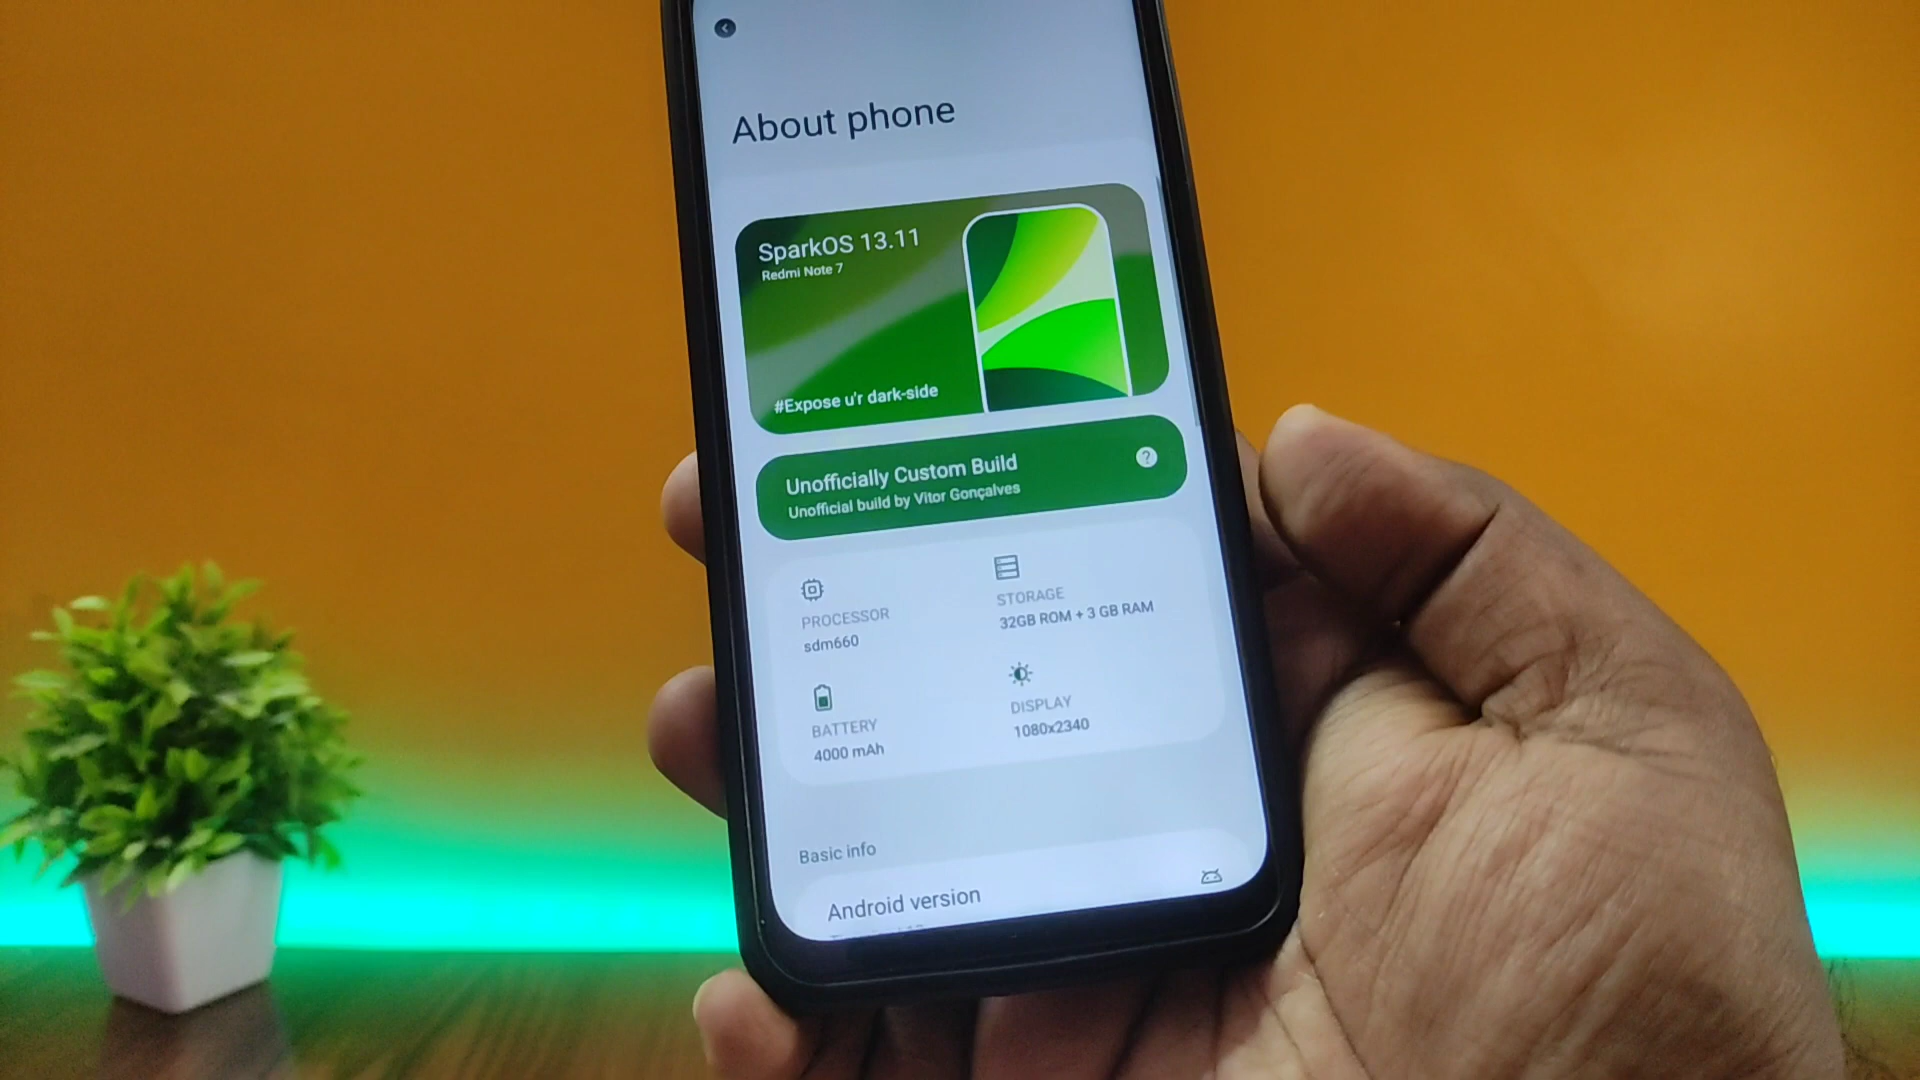 About phone
SparkOS 13.11
Redmi Note 7
#Expose u'r dark-side
Unofficially Custom Build
Unofficial build by Vitor Gonçalves
?
PROCESSOR
sdm660
STORAGE
32GB ROM + 3 GB RAM
BATTERY
4000 mAh
DISPLAY
1080x2340
Basic info
Android version